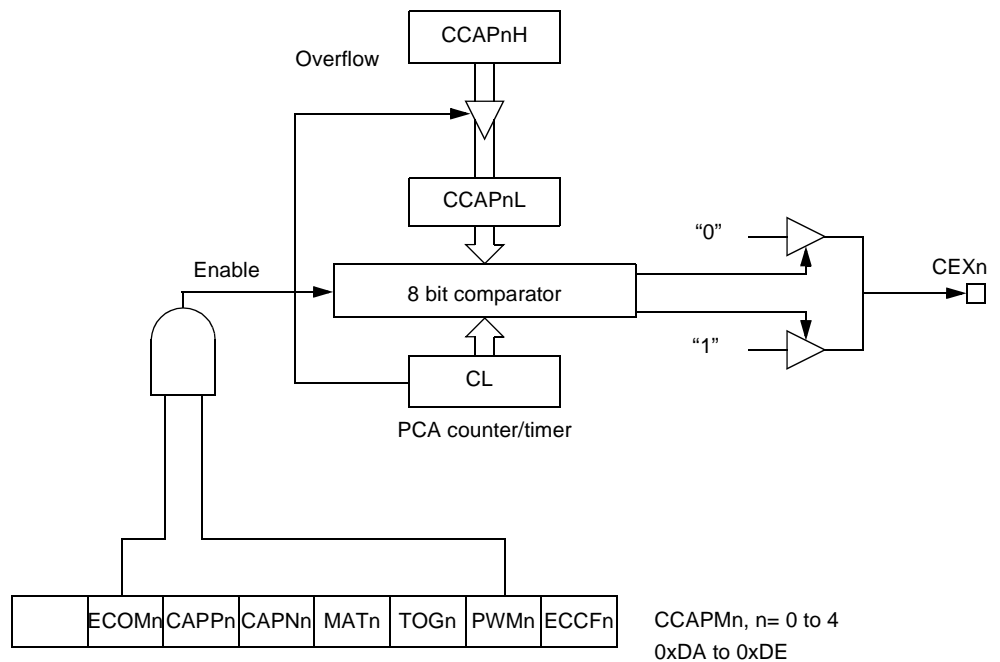 CCAPnH
Overflow
CCAPnL
“0”
Enable
CEXn
8 bit comparator
“1”
CL
PCA counter/timer
ECOMn CAPPn CAPNn MATn TOGn PWMn ECCFn
CCAPMn, n= 0 to 4
0xDA to 0xDE